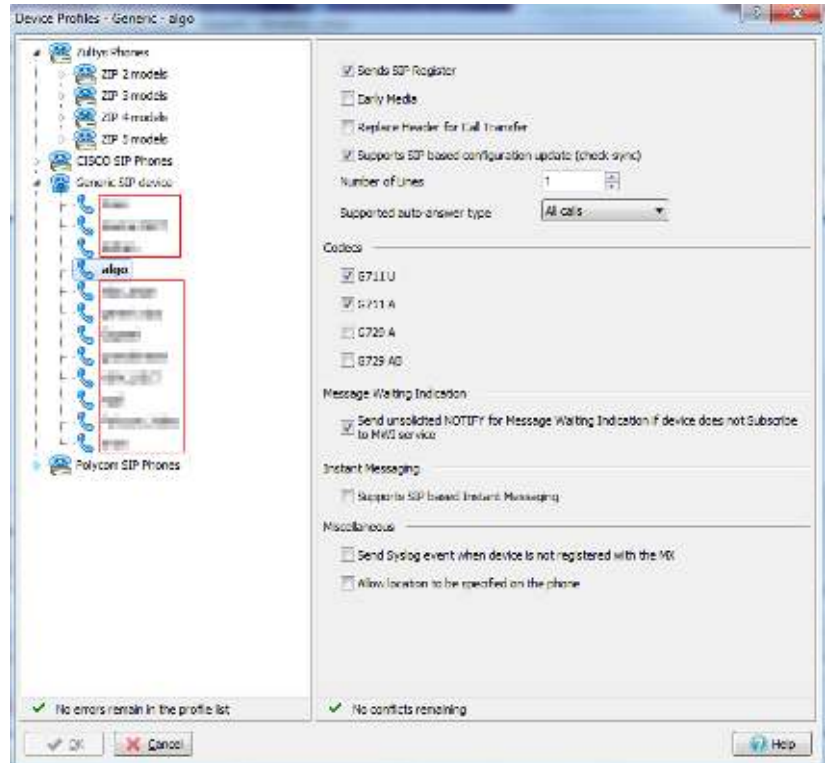 Device Profiles - Generic - algo
Zultys Phones
ZIP 2 models
ZIP 3 models
ZIP 4 models
ZIP 5 models
CISCO SIP Phones
Generic SIP device
algo
Polycom SIP Phones
No errors remain in the profile list
Sends SIP Register
Early Media
Replace Header for Call Transfer
Supports SIP based configuration update (check-sync)
Number of Lines 1
Supported auto-answer type All calls
Codecs
G711 U
G711 A
G729 A
G729 AB
Message Waiting Indication
Send unsolicited NOTIFY for Message Waiting Indication if device does not Subscribe
to MWI service
Instant Messaging
Supports SIP based Instant Messaging
Miscellaneous
Send Syslog event when device is not registered with the MX
Allow location to be specified on the phone
No conflicts remaining
OK
Cancel
Help